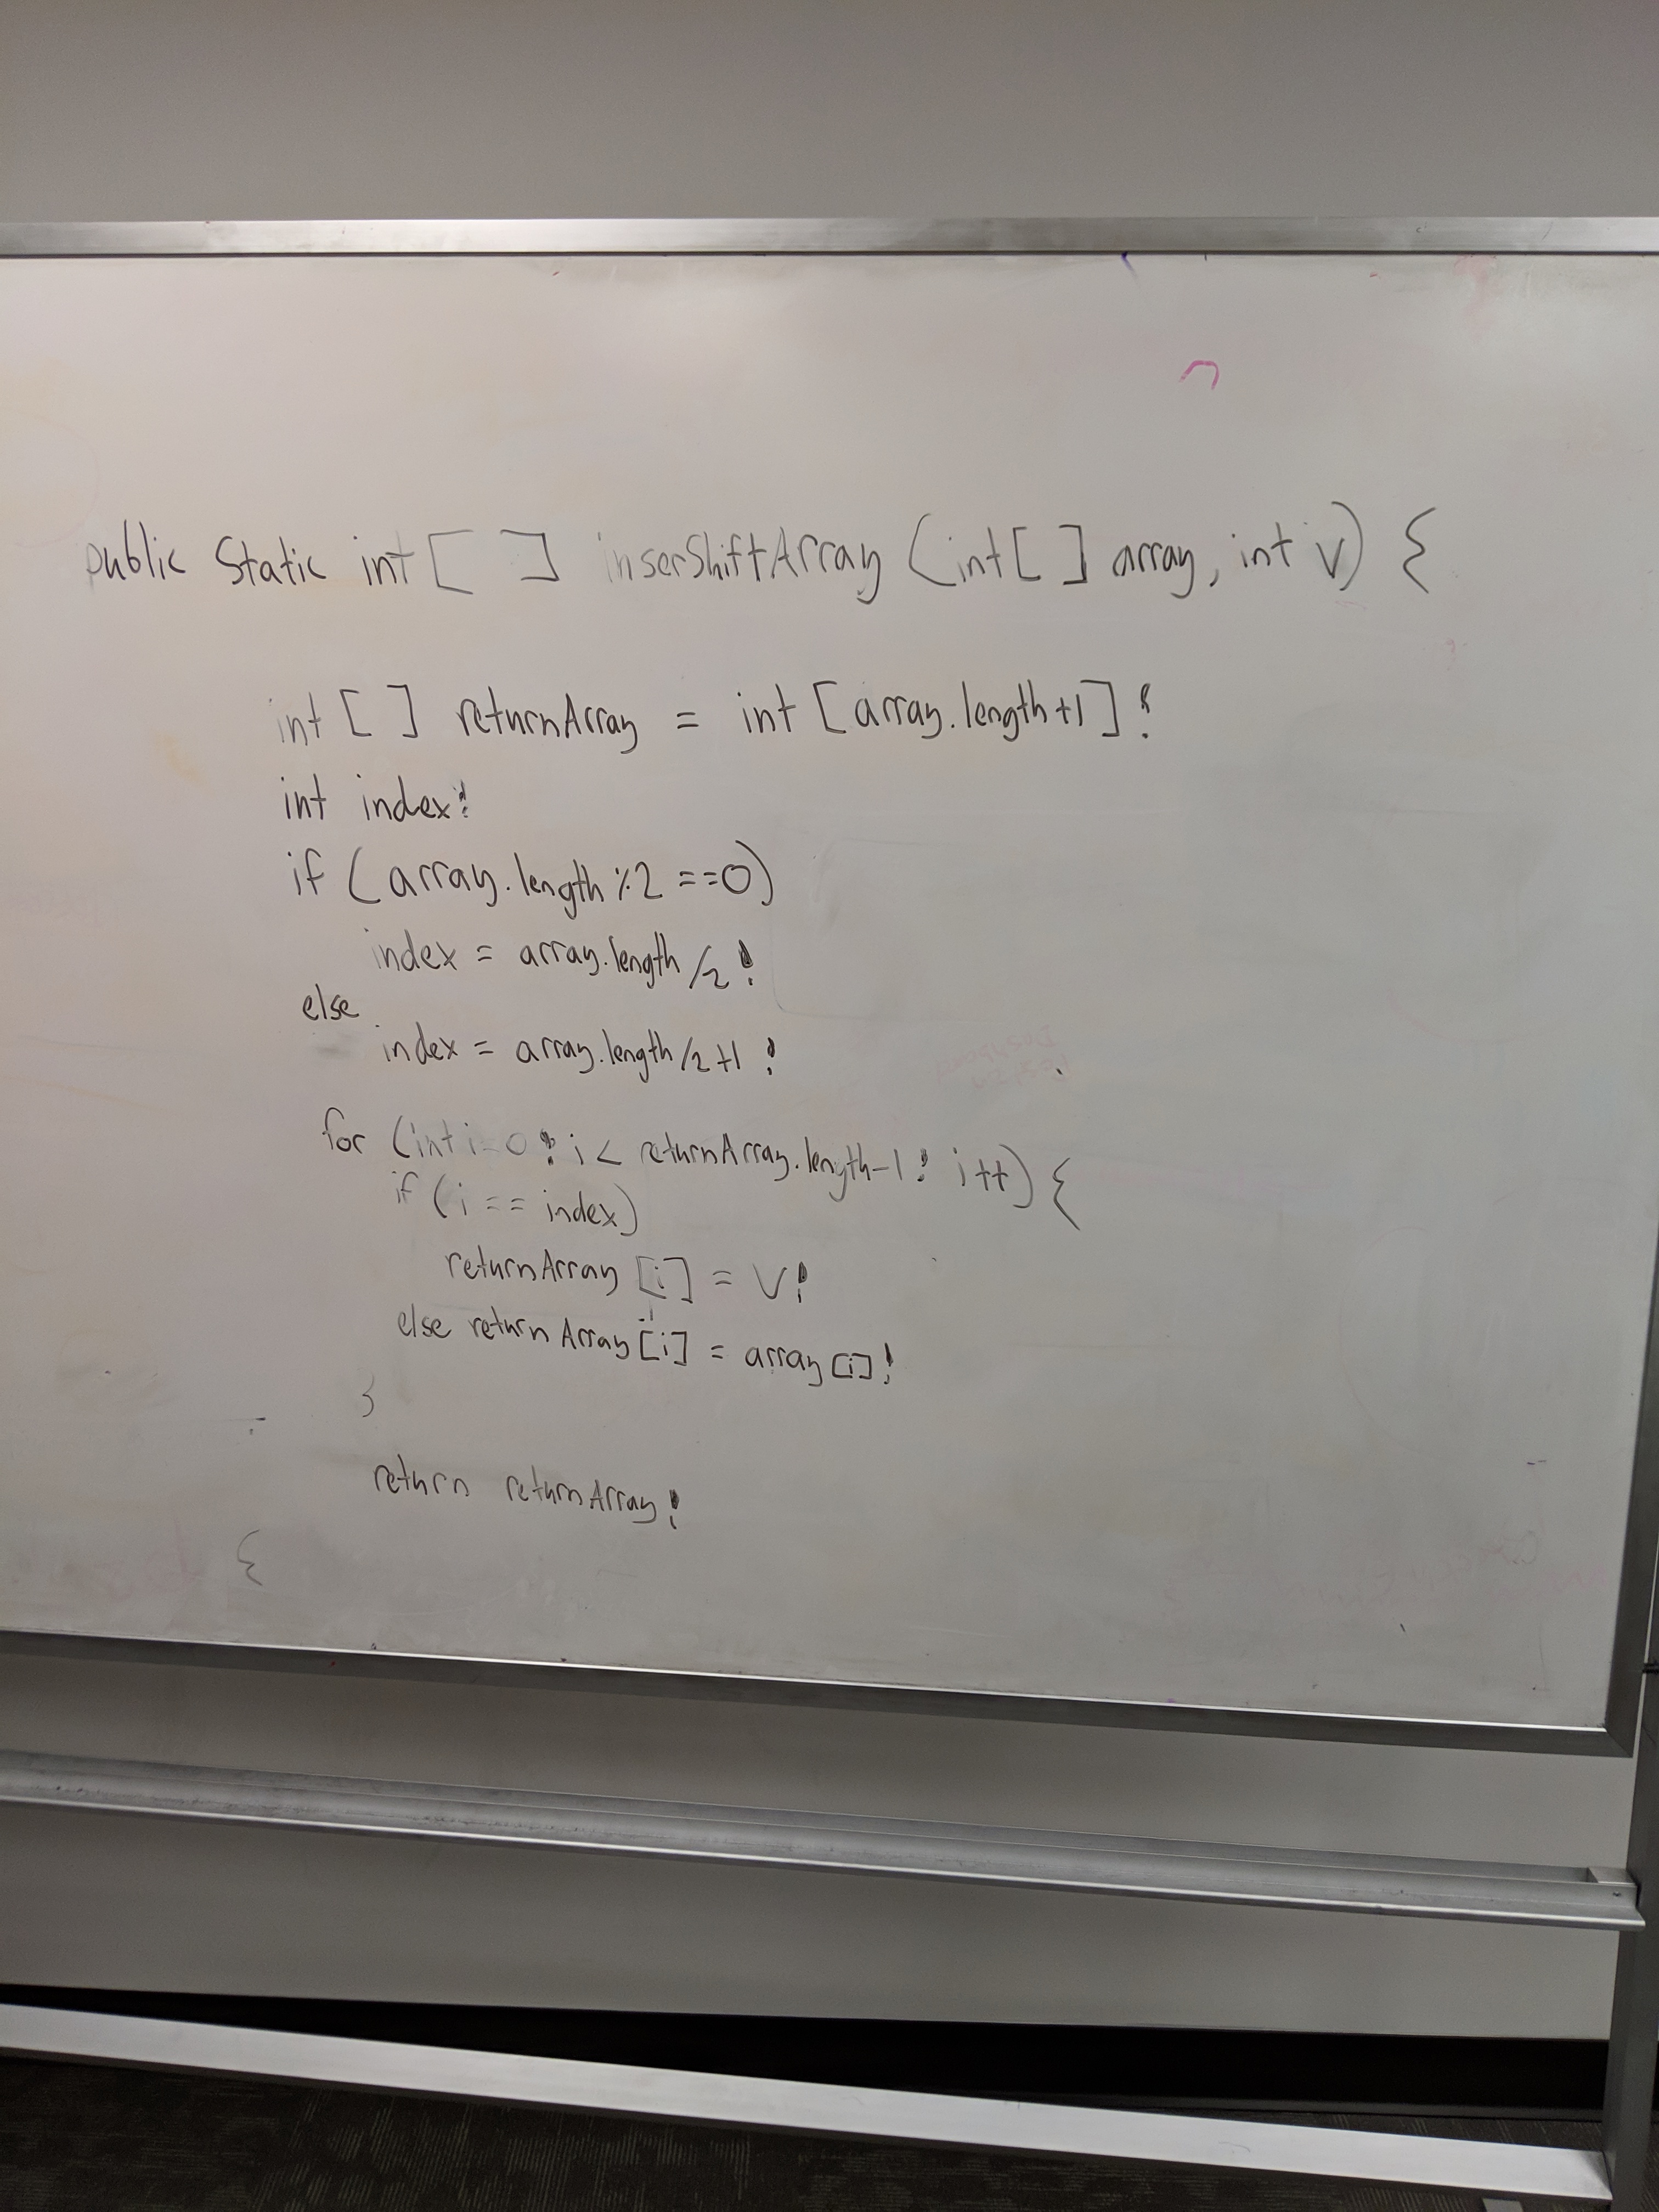 public Static int [ ] inserShiftArray (int [ ] array, int v) {
int [ ] returnArray = int [array.length+1];
int index;
if (array.length%2 ==0)
index = array.length/2;
else
index = array.length/2+1;
for (int i=0; i < returnArray.length-1; i++) {
if (i == index)
returnArray [i] = v;
else returnArray [i] = array [i];
}
return returnArray;
{